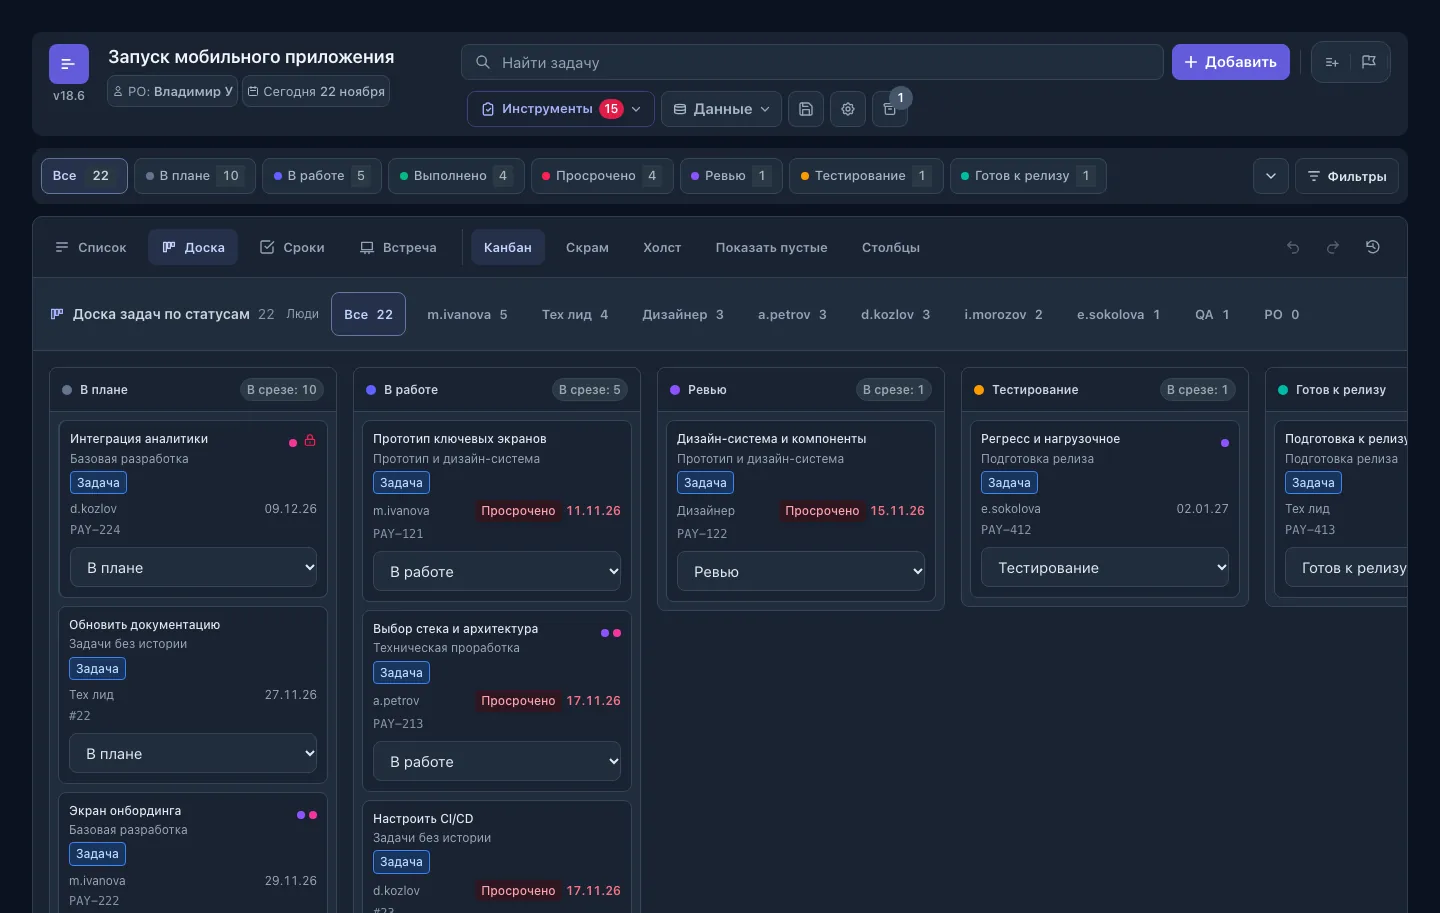 Запуск мобильного приложения
v18.6
PO: Владимир У
Сегодня 22 ноября
Найти задачу
Добавить
Инструменты 15
Данные
1
Все 22
В плане 10
В работе 5
Выполнено 4
Просрочено 4
Ревью 1
Тестирование 1
Готов к релизу 1
Фильтры
Список
Доска
Сроки
Встреча
Канбан
Скрам
Холст
Показать пустые
Столбцы
Доска задач по статусам 22
Люди
Все 22
m.ivanova 5
Тех лид 4
Дизайнер 3
a.petrov 3
d.kozlov 3
i.morozov 2
e.sokolova 1
QA 1
PO 0
В плане
В срезе: 10
Интеграция аналитики
Базовая разработка
Задача
d.kozlov 09.12.26
PAY-224
В плане
Обновить документацию
Задачи без истории
Задача
Тех лид 27.11.26
#22
В плане
Экран онбординга
Базовая разработка
Задача
m.ivanova 29.11.26
PAY-222
В работе
В срезе: 5
Прототип ключевых экранов
Прототип и дизайн-система
Задача
m.ivanova Просрочено 11.11.26
PAY-121
В работе
Выбор стека и архитектура
Техническая проработка
Задача
a.petrov Просрочено 17.11.26
PAY-213
В работе
Настроить CI/CD
Задачи без истории
Задача
d.kozlov Просрочено 17.11.26
#23
Ревью
В срезе: 1
Дизайн-система и компоненты
Прототип и дизайн-система
Задача
Дизайнер Просрочено 15.11.26
PAY-122
Ревью
Тестирование
В срезе: 1
Регресс и нагрузочное
Подготовка релиза
Задача
e.sokolova 02.01.27
PAY-412
Тестирование
Готов к релизу
Подготовка к релизу
Подготовка релиза
Задача
Тех лид
PAY-413
Готов к релизу